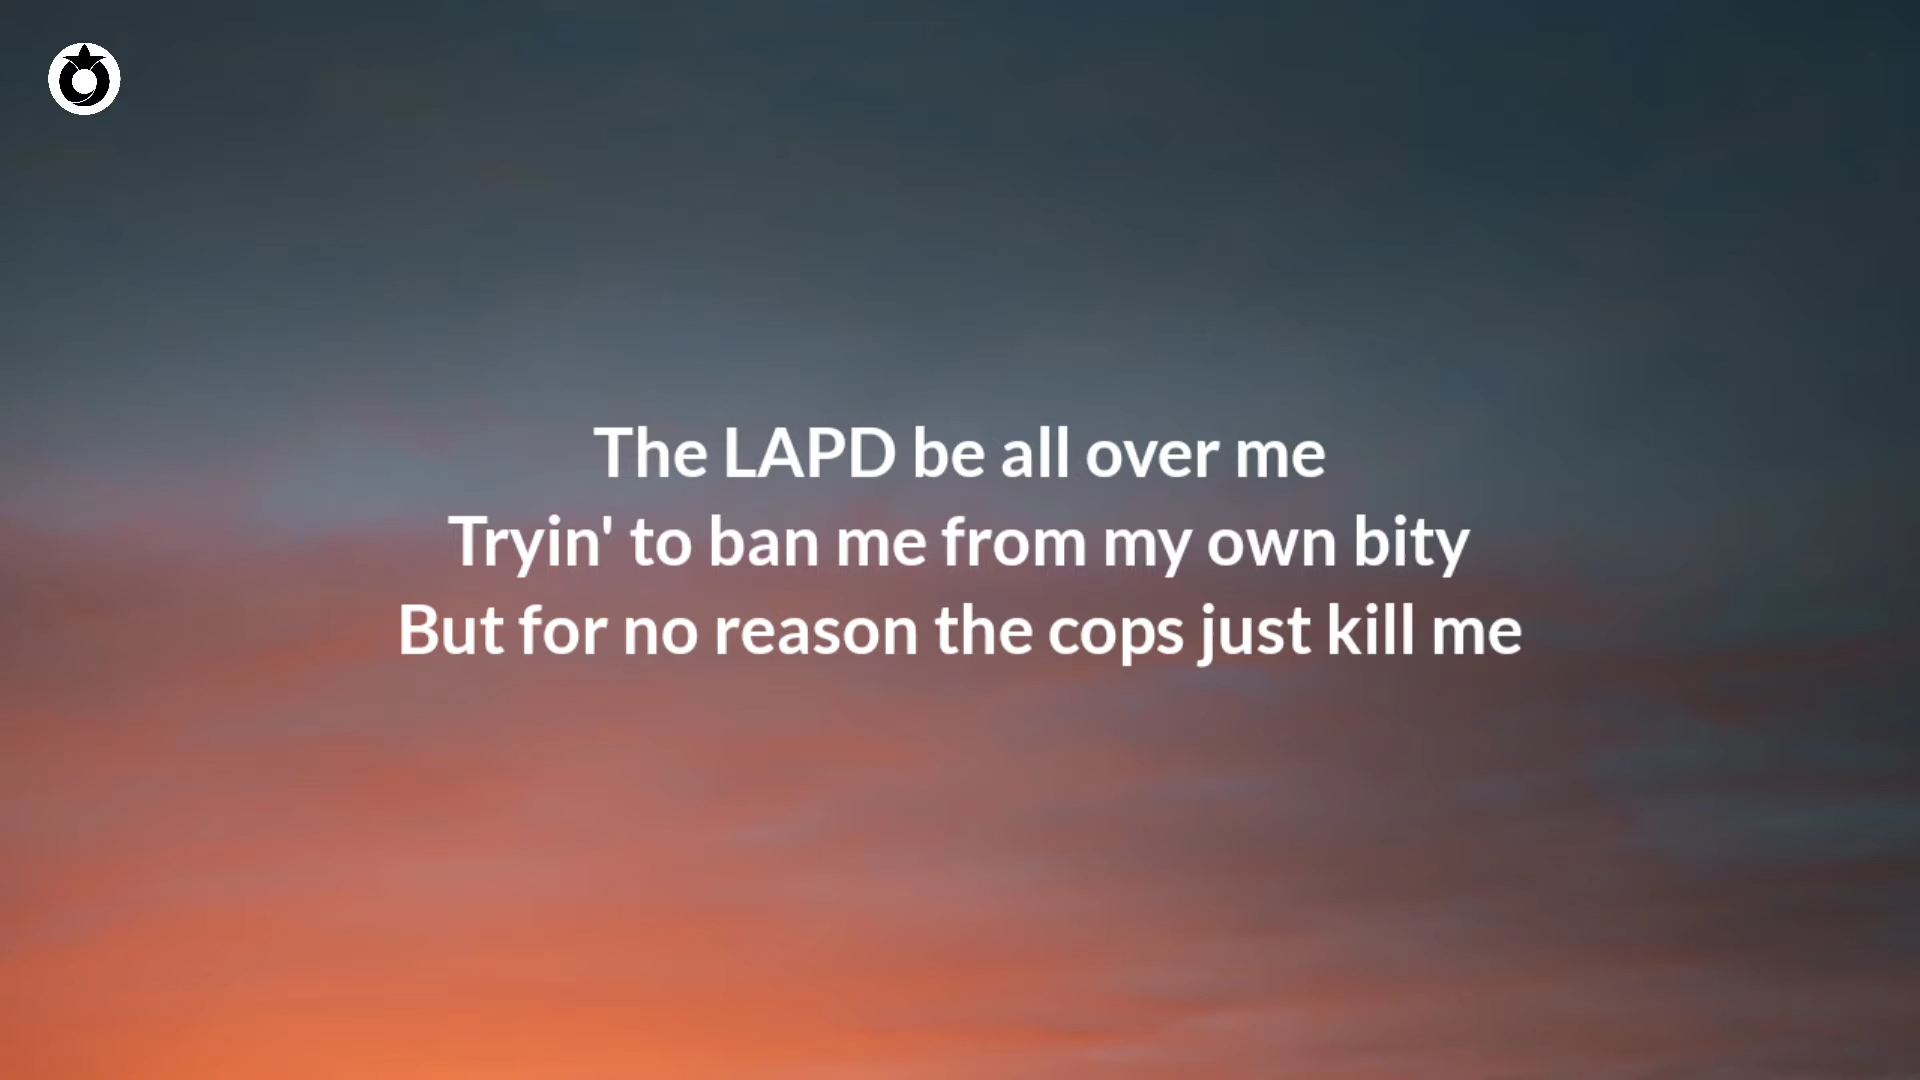 The LAPD be all over me
Tryin' to ban me from my own bity
But for no reason the cops just kill me